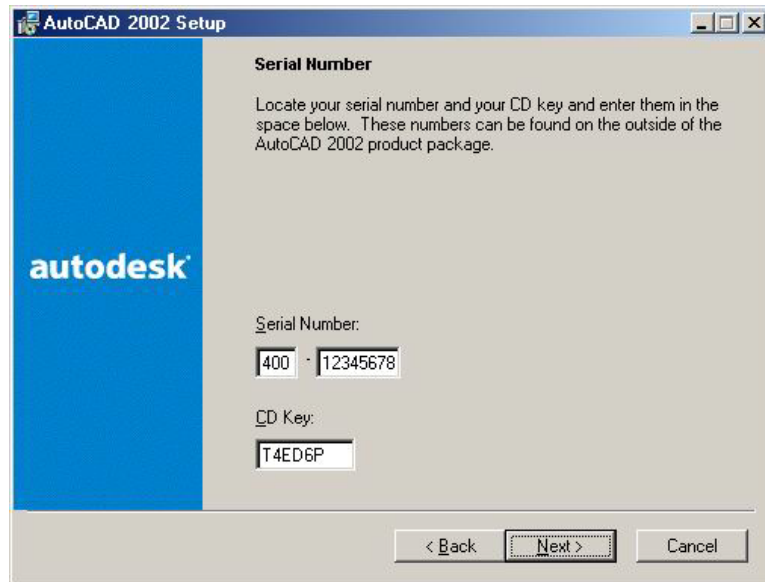 AutoCAD 2002 Setup
Serial Number
Locate your serial number and your CD key and enter them in the
space below. These numbers can be found on the outside of the
AutoCAD 2002 product package.
autodesk
Serial Number:
400 - 12345678
CD Key:
T4ED6P
< Back Next > Cancel